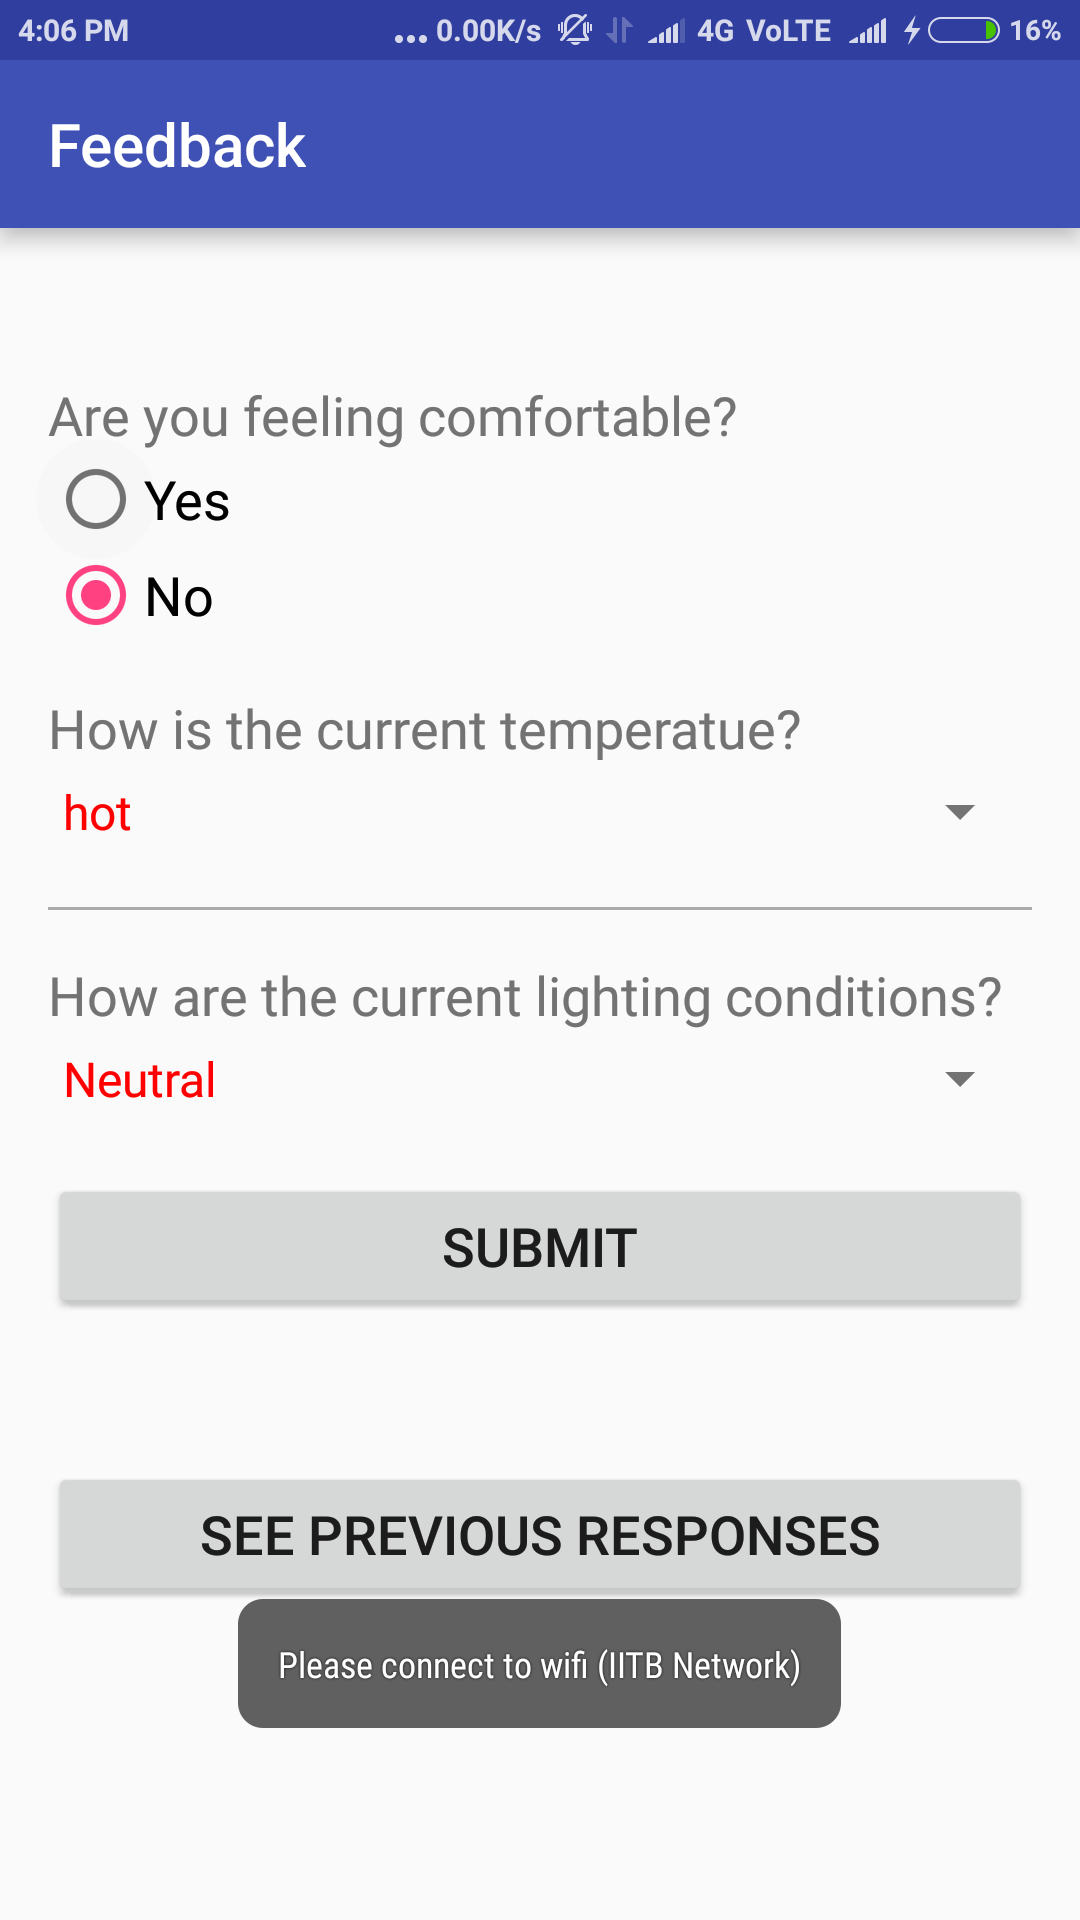 4:06 PM ... 0.00K/s 4G VoLTE 16%
Feedback
Are you feeling comfortable?
Yes
No
How is the current temperatue?
hot
How are the current lighting conditions?
Neutral
SUBMIT
SEE PREVIOUS RESPONSES
Please connect to wifi (IITB Network)